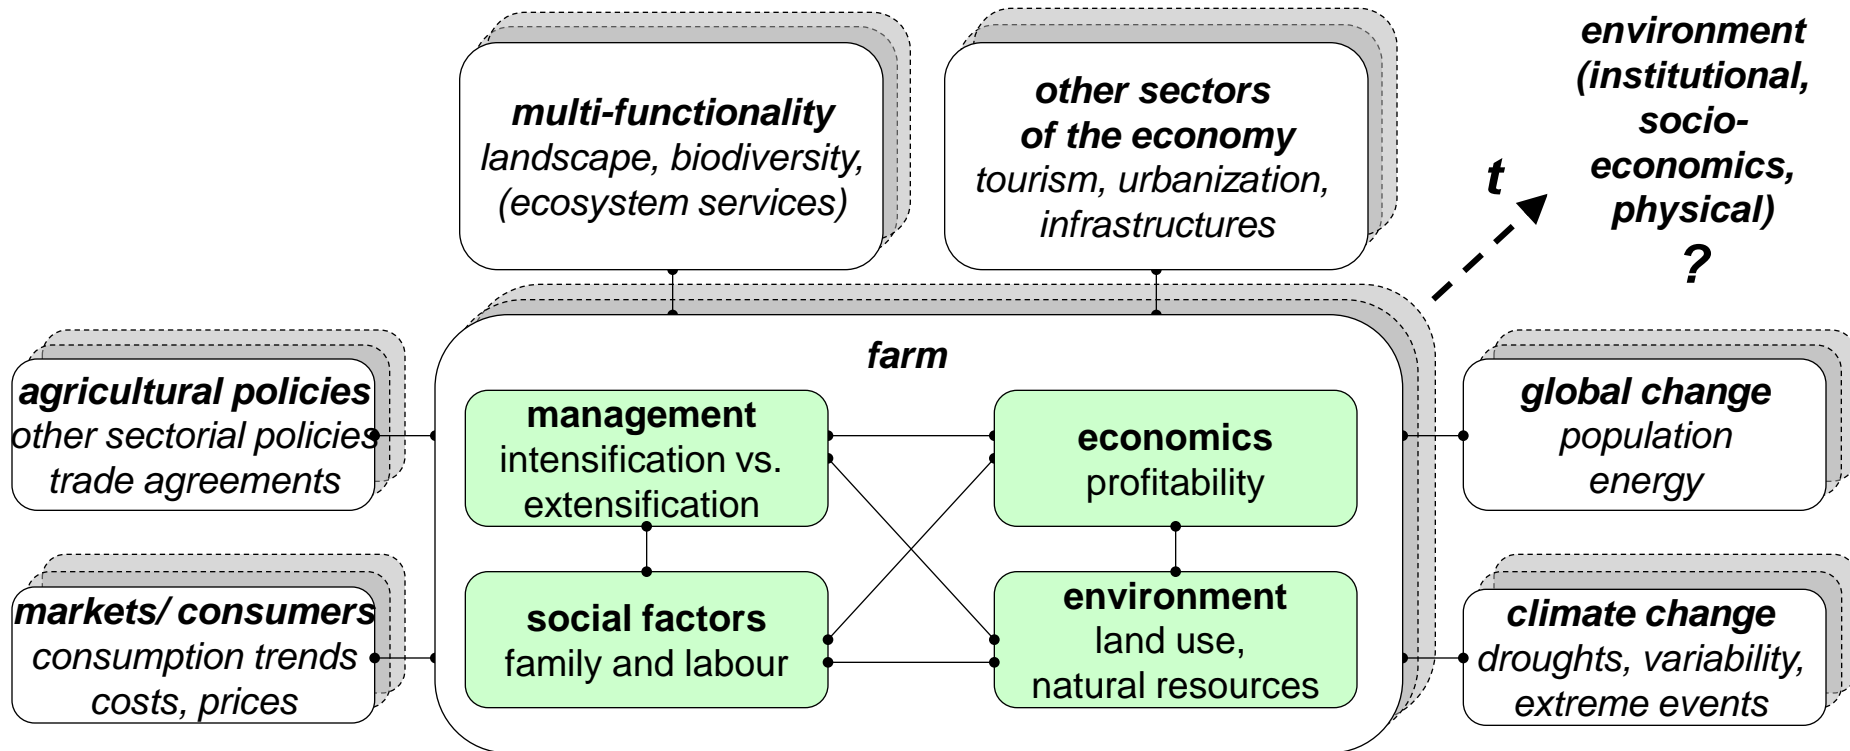 multi-functionality
landscape, biodiversity,
(ecosystem services)
other sectors
of the economy
tourism, urbanization,
infrastructures
t
environment
(institutional,
socio-
economics,
physical)
?
agricultural policies
other sectorial policies
trade agreements
markets/ consumers
consumption trends
costs, prices
farm
management
intensification vs.
extensification
economics
profitability
social factors
family and labour
environment
land use,
natural resources
global change
population
energy
climate change
droughts, variability,
extreme events